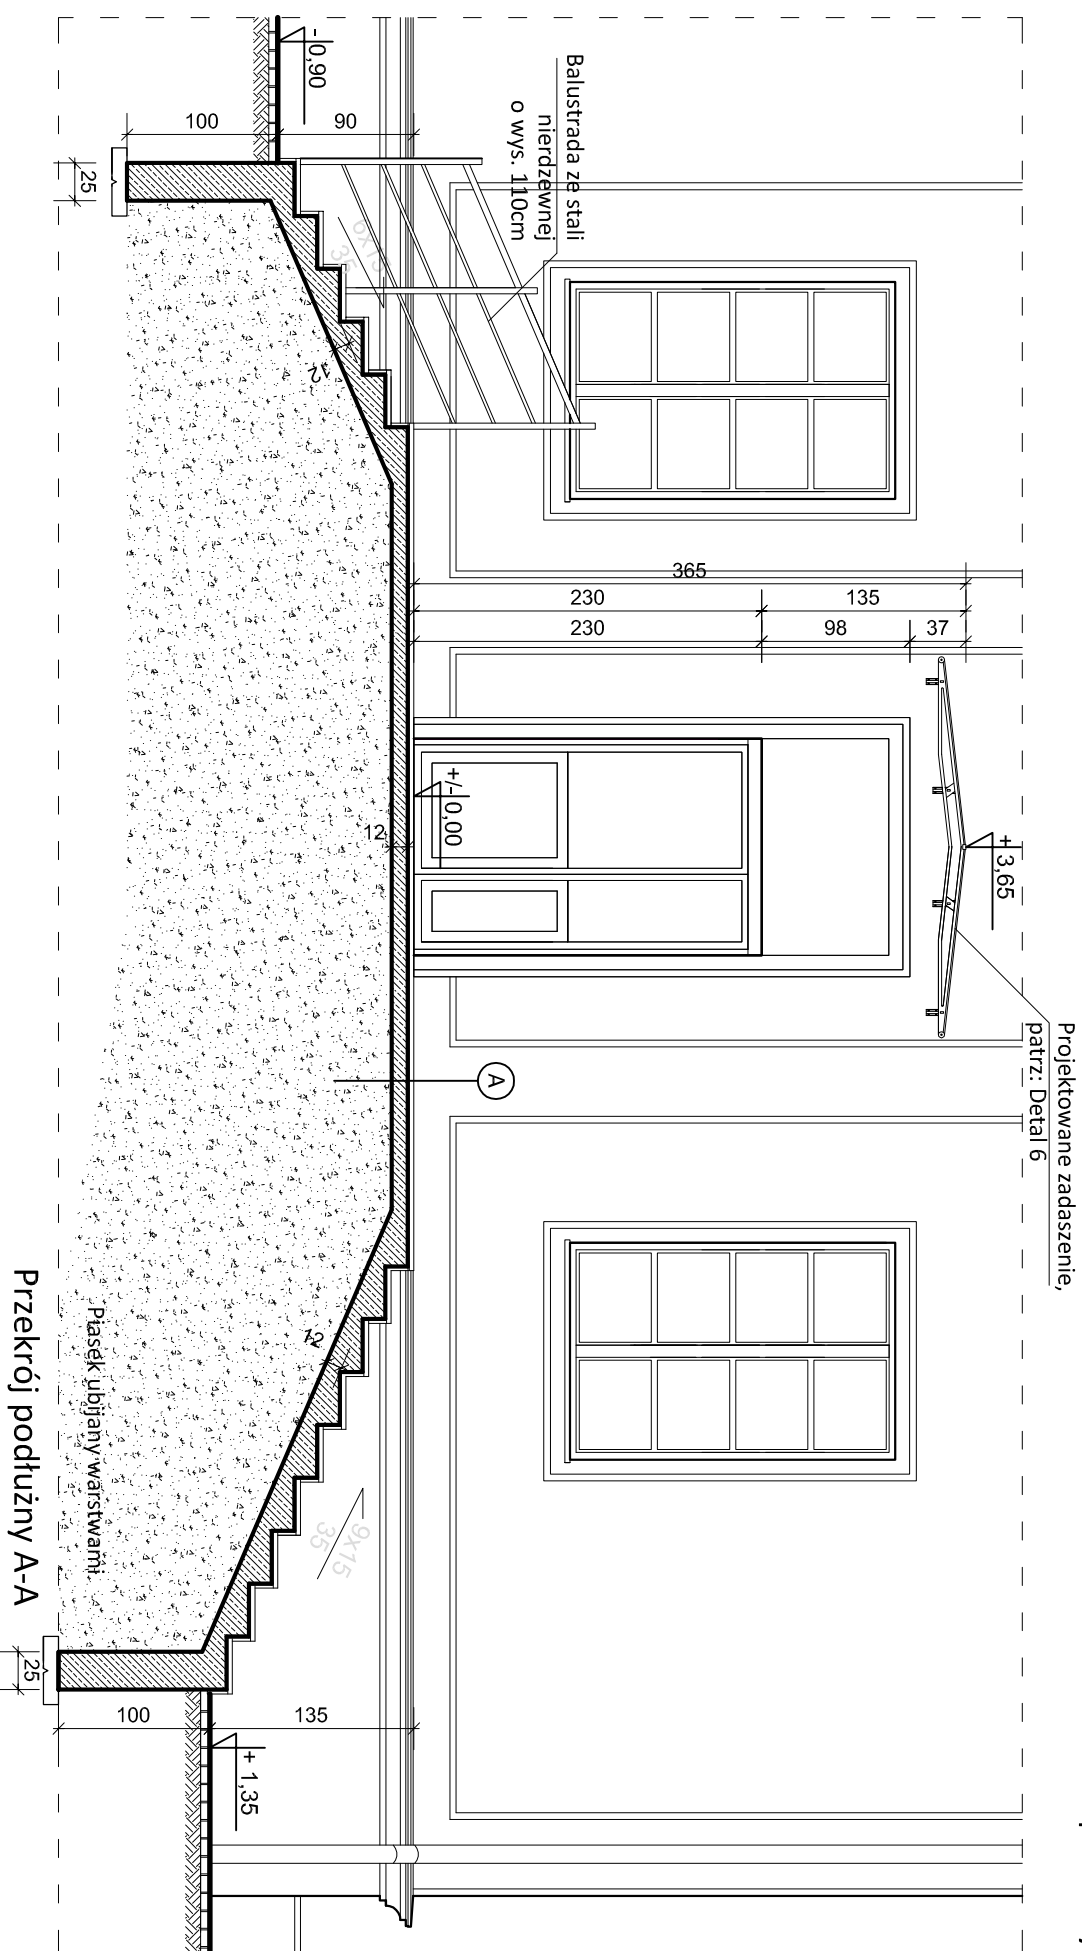 - 0,90
Balustrada ze stali
nierdzewnej
o wys. 110cm
100
90
25
6x15
35
12
365
230
135
230
98
37
+ 3,65
Projektowane zadaszenie,
patrz: Detal 6
+/- 0,00
12
A
12
9x15
35
Piasek ubijany warstwami
25
100
135
+ 1,35
Przekrój podłużny A-A